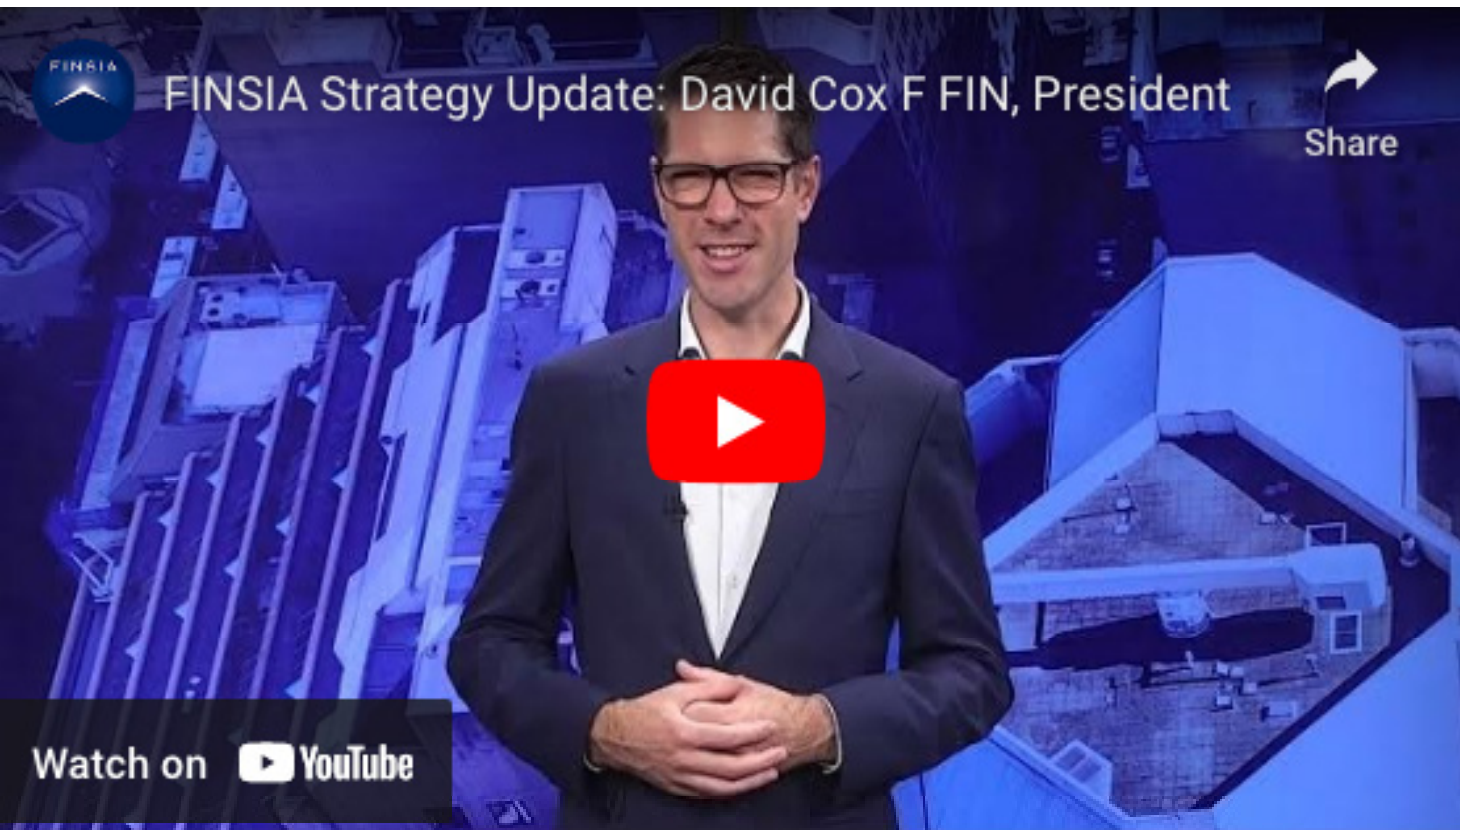 FINSIA
FINSIA Strategy Update: David Cox F FIN, President
Share
Watch on YouTube